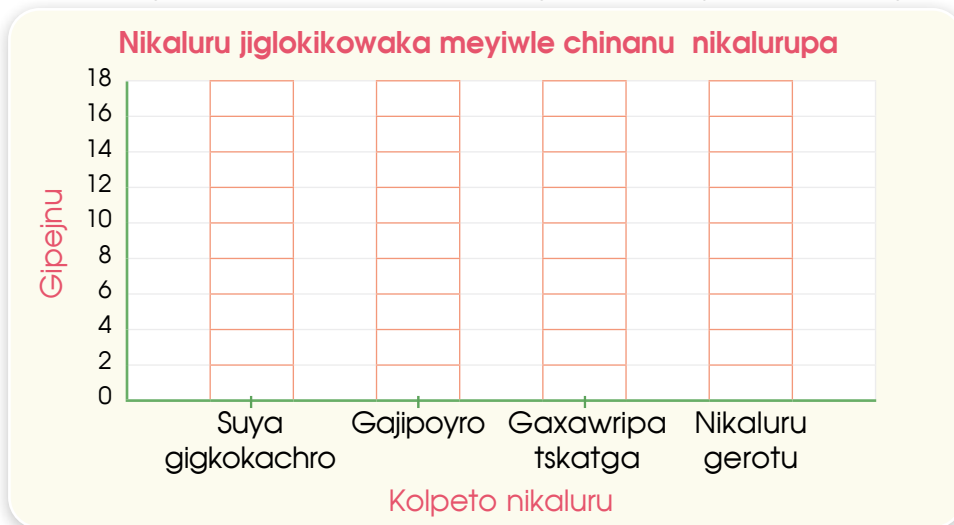 Nikaluru jiglokikowaka meyiwle chinanu nikalurupa
18
16
14
12
10
8
6
4
2
0
Gipejnu
Suya gigkokachro
Gajipoyro
Gaxawripa tskatga
Nikaluru gerotu
Kolpeto nikaluru